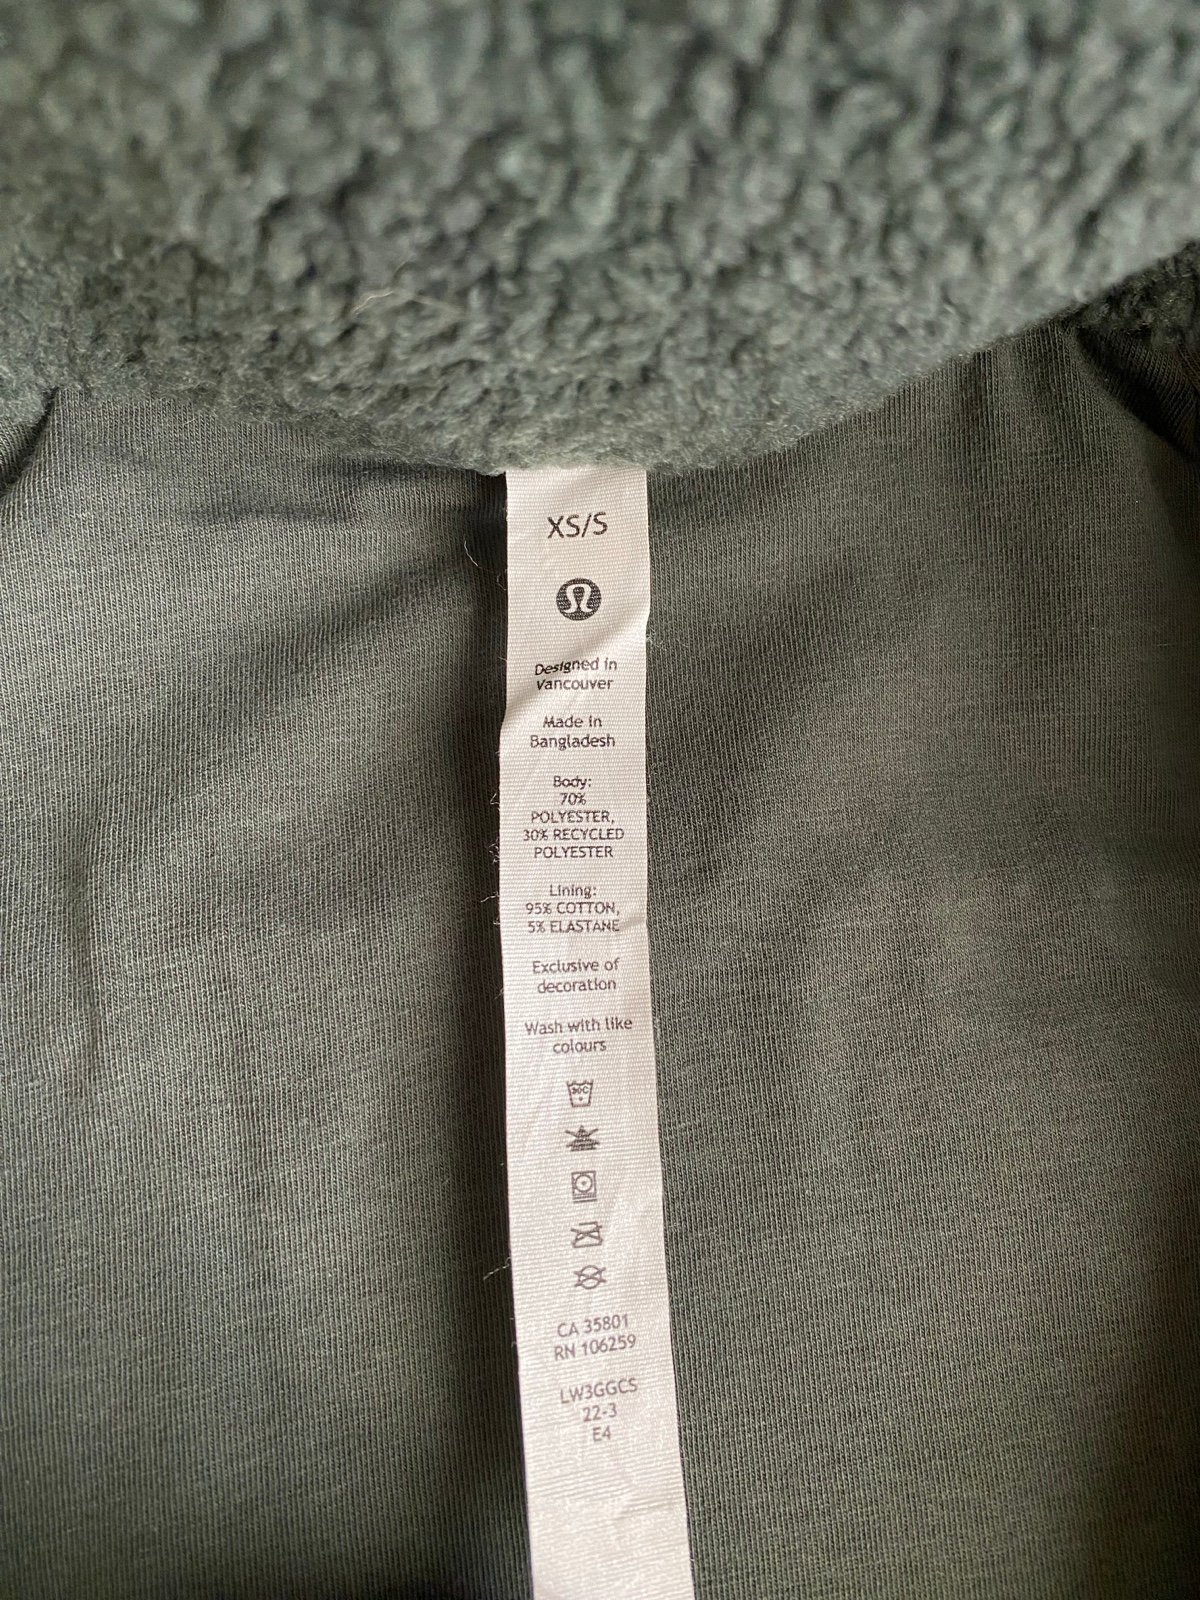 XS/S
Designed in
Vancouver
Made in
Bangladesh
Body:
70%
POLYESTER,
30% RECYCLED
POLYESTER
Lining:
95% COTTON,
5% ELASTANE
Exclusive of
decoration
Wash with like
colours
30C
CA 35801
RN 106259
LW3GGCS
22-3
E4